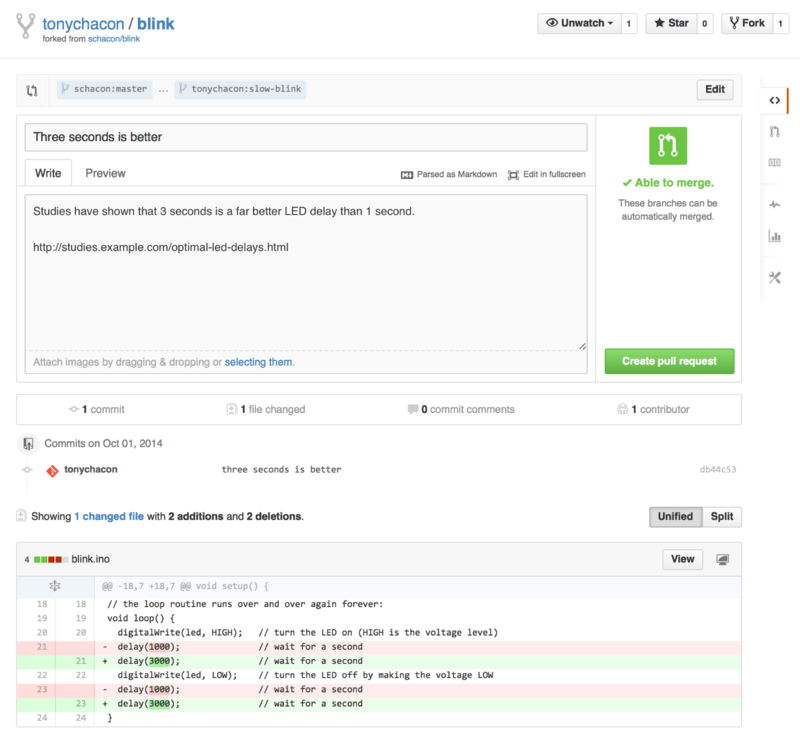 tonychacon / blink
forked from schacon/blink
Unwatch 1
Star 0
Fork 1
schacon:master ... tonychacon:slow-blink
Edit
Three seconds is better
Write Preview Parsed as Markdown Edit in fullscreen
Studies have shown that 3 seconds is a far better LED delay than 1 second.
http://studies.example.com/optimal-led-delays.html
Attach images by dragging & dropping or selecting them.
Able to merge.
These branches can be
automatically merged.
Create pull request
1 commit 1 file changed 0 commit comments 1 contributor
Commits on Oct 01, 2014
tonychacon three seconds is better db44c53
Showing 1 changed file with 2 additions and 2 deletions.
Unified Split
4 blink.ino View
@@ -18,7 +18,7 @@ void setup() {
18 18 // the loop routine runs over and over again forever:
19 19 void loop() {
20 20 digitalWrite(led, HIGH); // turn the LED on (HIGH is the voltage level)
21 - delay(1000); // wait for a second
21 + delay(3000); // wait for a second
22 22 digitalWrite(led, LOW); // turn the LED off by making the voltage LOW
23 - delay(1000); // wait for a second
23 + delay(3000); // wait for a second
24 24 }